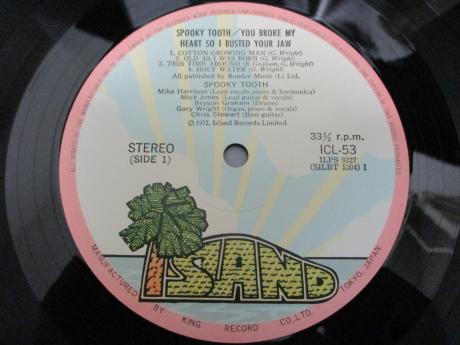 SPOOKY TOOTH/YOU BROKE MY
HEART SO I BUSTED YOUR JAW
1. COTTON GROWING MAN (G. Wright)
2. OLD AS I WAS BORN (G. Wright)
3. THIS TIME AROUND (B. Graham, G. Wright)
4. HOLY WATER (G. Wright)
All published by Rondor Music (L) Ltd.
SPOOKY TOOTH
Mike Harrison (Lead vocals, piano & harmonica)
Mick Jones (Lead guitar & vocals)
Bryson Graham (Drums)
Gary Wright (Organ, piano & vocals)
Chris Stewart (Bass guitar)
℗ 1973, Island Records Limited.
STEREO
(SIDE 1)
33⅓ r.p.m.
ICL-53
ILPS 9227
(SILBT 5304) 1
ISLAND
MANUFACTURED BY KING RECORD CO., LTD. TOKYO, JAPAN